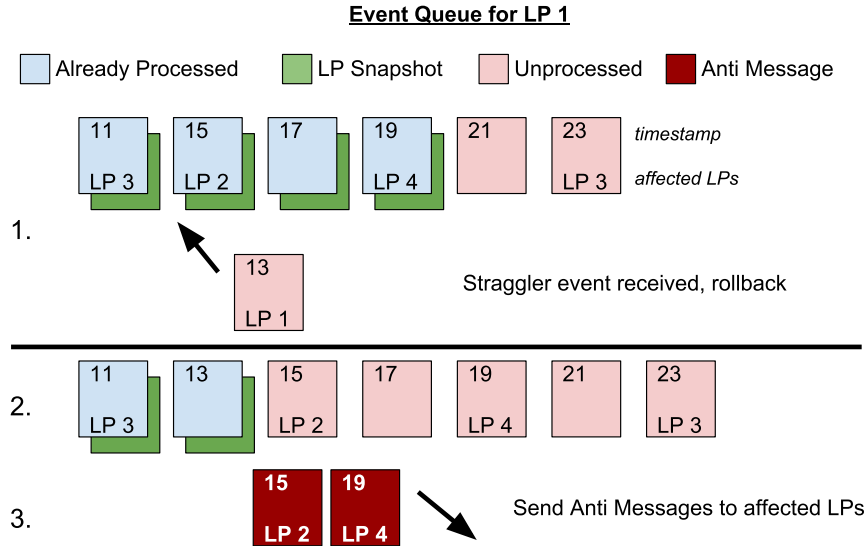 Event Queue for LP 1
Already Processed LP Snapshot Unprocessed Anti Message
11 15 17 19 21 23 timestamp
LP 3 LP 2 LP 4 LP 3 affected LPs
1.
13
LP 1
Straggler event received, rollback
2.
11 13 15 17 19 21 23
LP 3 LP 2 LP 4 LP 3
3.
15 19
LP 2 LP 4
Send Anti Messages to affected LPs